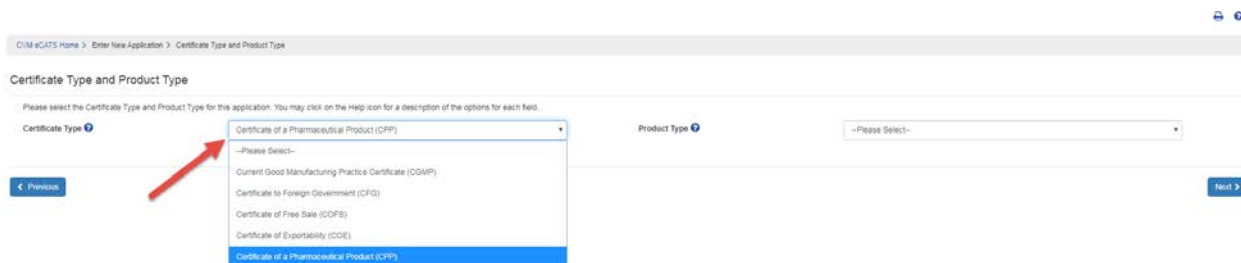 CVM eCATS Home > Enter New Application > Certificate Type and Product Type
Certificate Type and Product Type
Please select the Certificate Type and Product Type for this application. You may click on the Help icon for a description of the options for each field.
Certificate Type Certificate of a Pharmaceutical Product (CPP) Product Type --Please Select--
--Please Select--
Current Good Manufacturing Practice Certificate (CGMP)
Certificate to Foreign Government (CFG)
Certificate of Free Sale (COFS)
Certificate of Exportability (COE)
Certificate of a Pharmaceutical Product (CPP)
< Previous
Next >